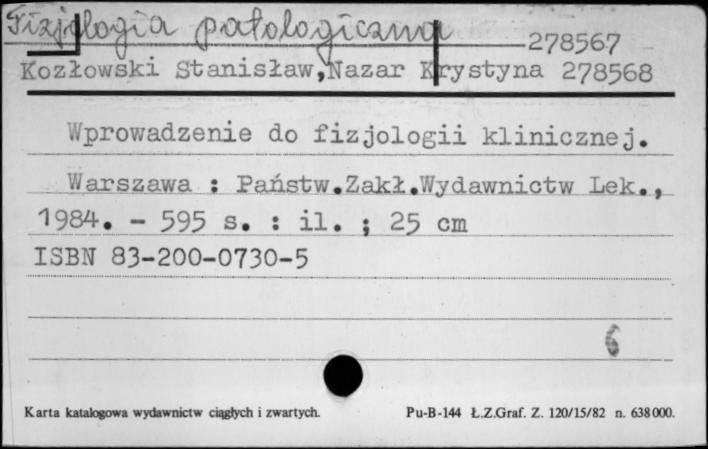 Fizjologia patologiczna
278567
Kozłowski Stanisław,Nazar Krystyna 278568
Wprowadzenie do fizjologii klinicznej.
Warszawa : Państw.Zakł.Wydawnictw Lek.,
1984. - 595 s. : il. ; 25 cm
ISBN 83-200-0730-5
6
Karta katalogowa wydawnictw ciągłych i zwartych. Pu-B-144 Ł.Z.Graf. Z. 120/15/82 n. 638000.